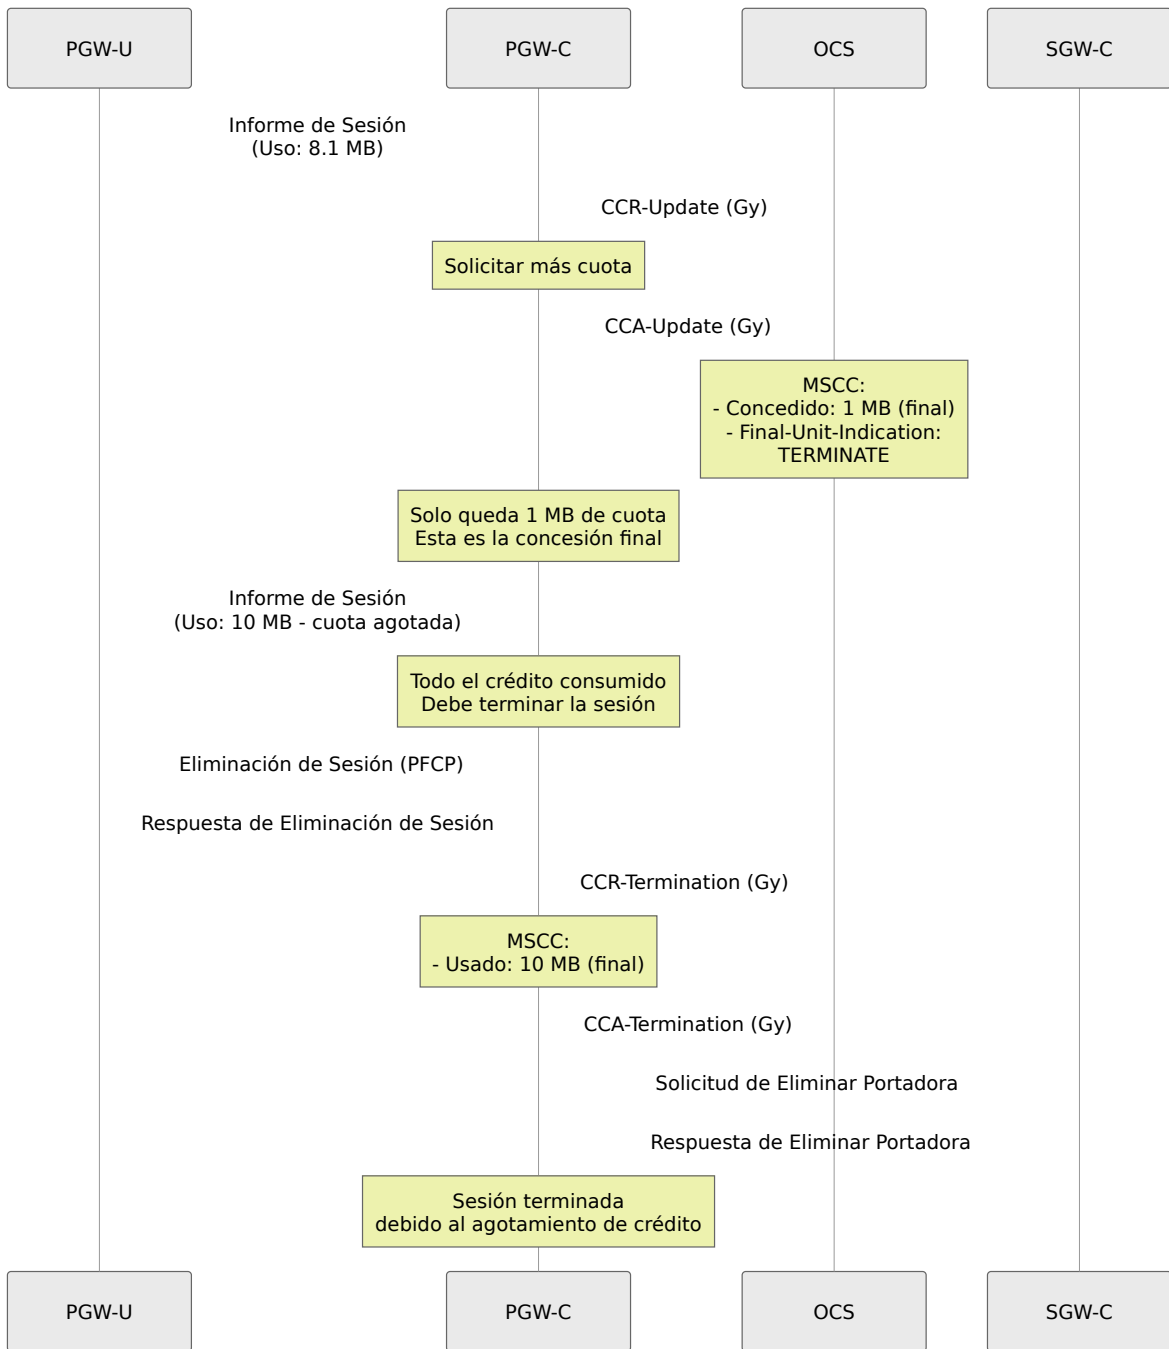 PGW-U
PGW-C
OCS
SGW-C
Informe de Sesión
(Uso: 8.1 MB)
CCR-Update (Gy)
Solicitar más cuota
CCA-Update (Gy)
MSCC:
- Concedido: 1 MB (final)
- Final-Unit-Indication:
TERMINATE
Solo queda 1 MB de cuota
Esta es la concesión final
Informe de Sesión
(Uso: 10 MB - cuota agotada)
Todo el crédito consumido
Debe terminar la sesión
Eliminación de Sesión (PFCP)
Respuesta de Eliminación de Sesión
CCR-Termination (Gy)
MSCC:
- Usado: 10 MB (final)
CCA-Termination (Gy)
Solicitud de Eliminar Portadora
Respuesta de Eliminar Portadora
Sesión terminada
debido al agotamiento de crédito
PGW-U
PGW-C
OCS
SGW-C